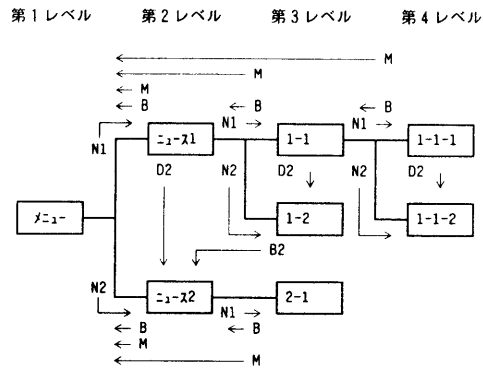 第1レベル 第2レベル 第3レベル 第4レベル
M
M
M
B B B
N1 N1 N1
ニュース1 1-1 1-1-1
D2 N2 D2 N2 D2
メニュー 1-2 1-1-2
B2
N2 ニュース2 2-1
N1
B B
M
M